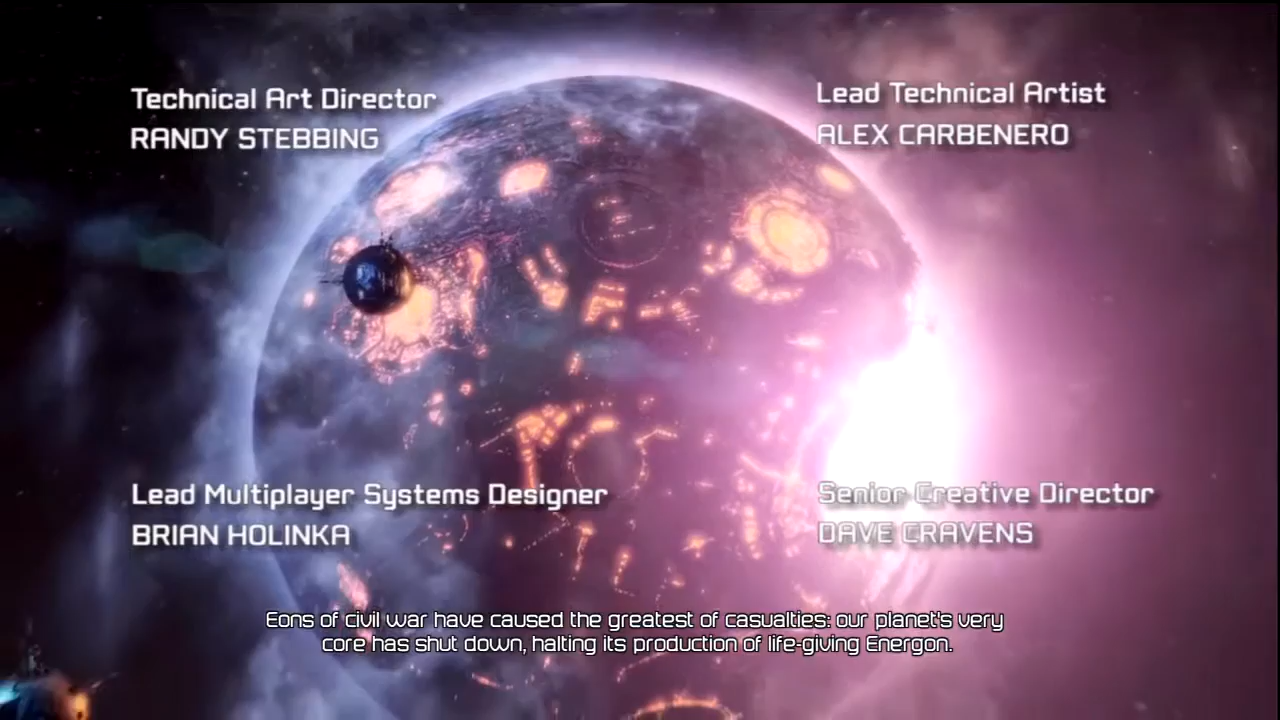 Technical Art Director
RANDY STEBBING
Lead Technical Artist
ALEX CARBENERO
Lead Multiplayer Systems Designer
BRIAN HOLINKA
Senior Creative Director
DAVE CRAVENS
Eons of civil war have caused the greatest of casualties: our planet's very
core has shut down, halting its production of life-giving Energon.